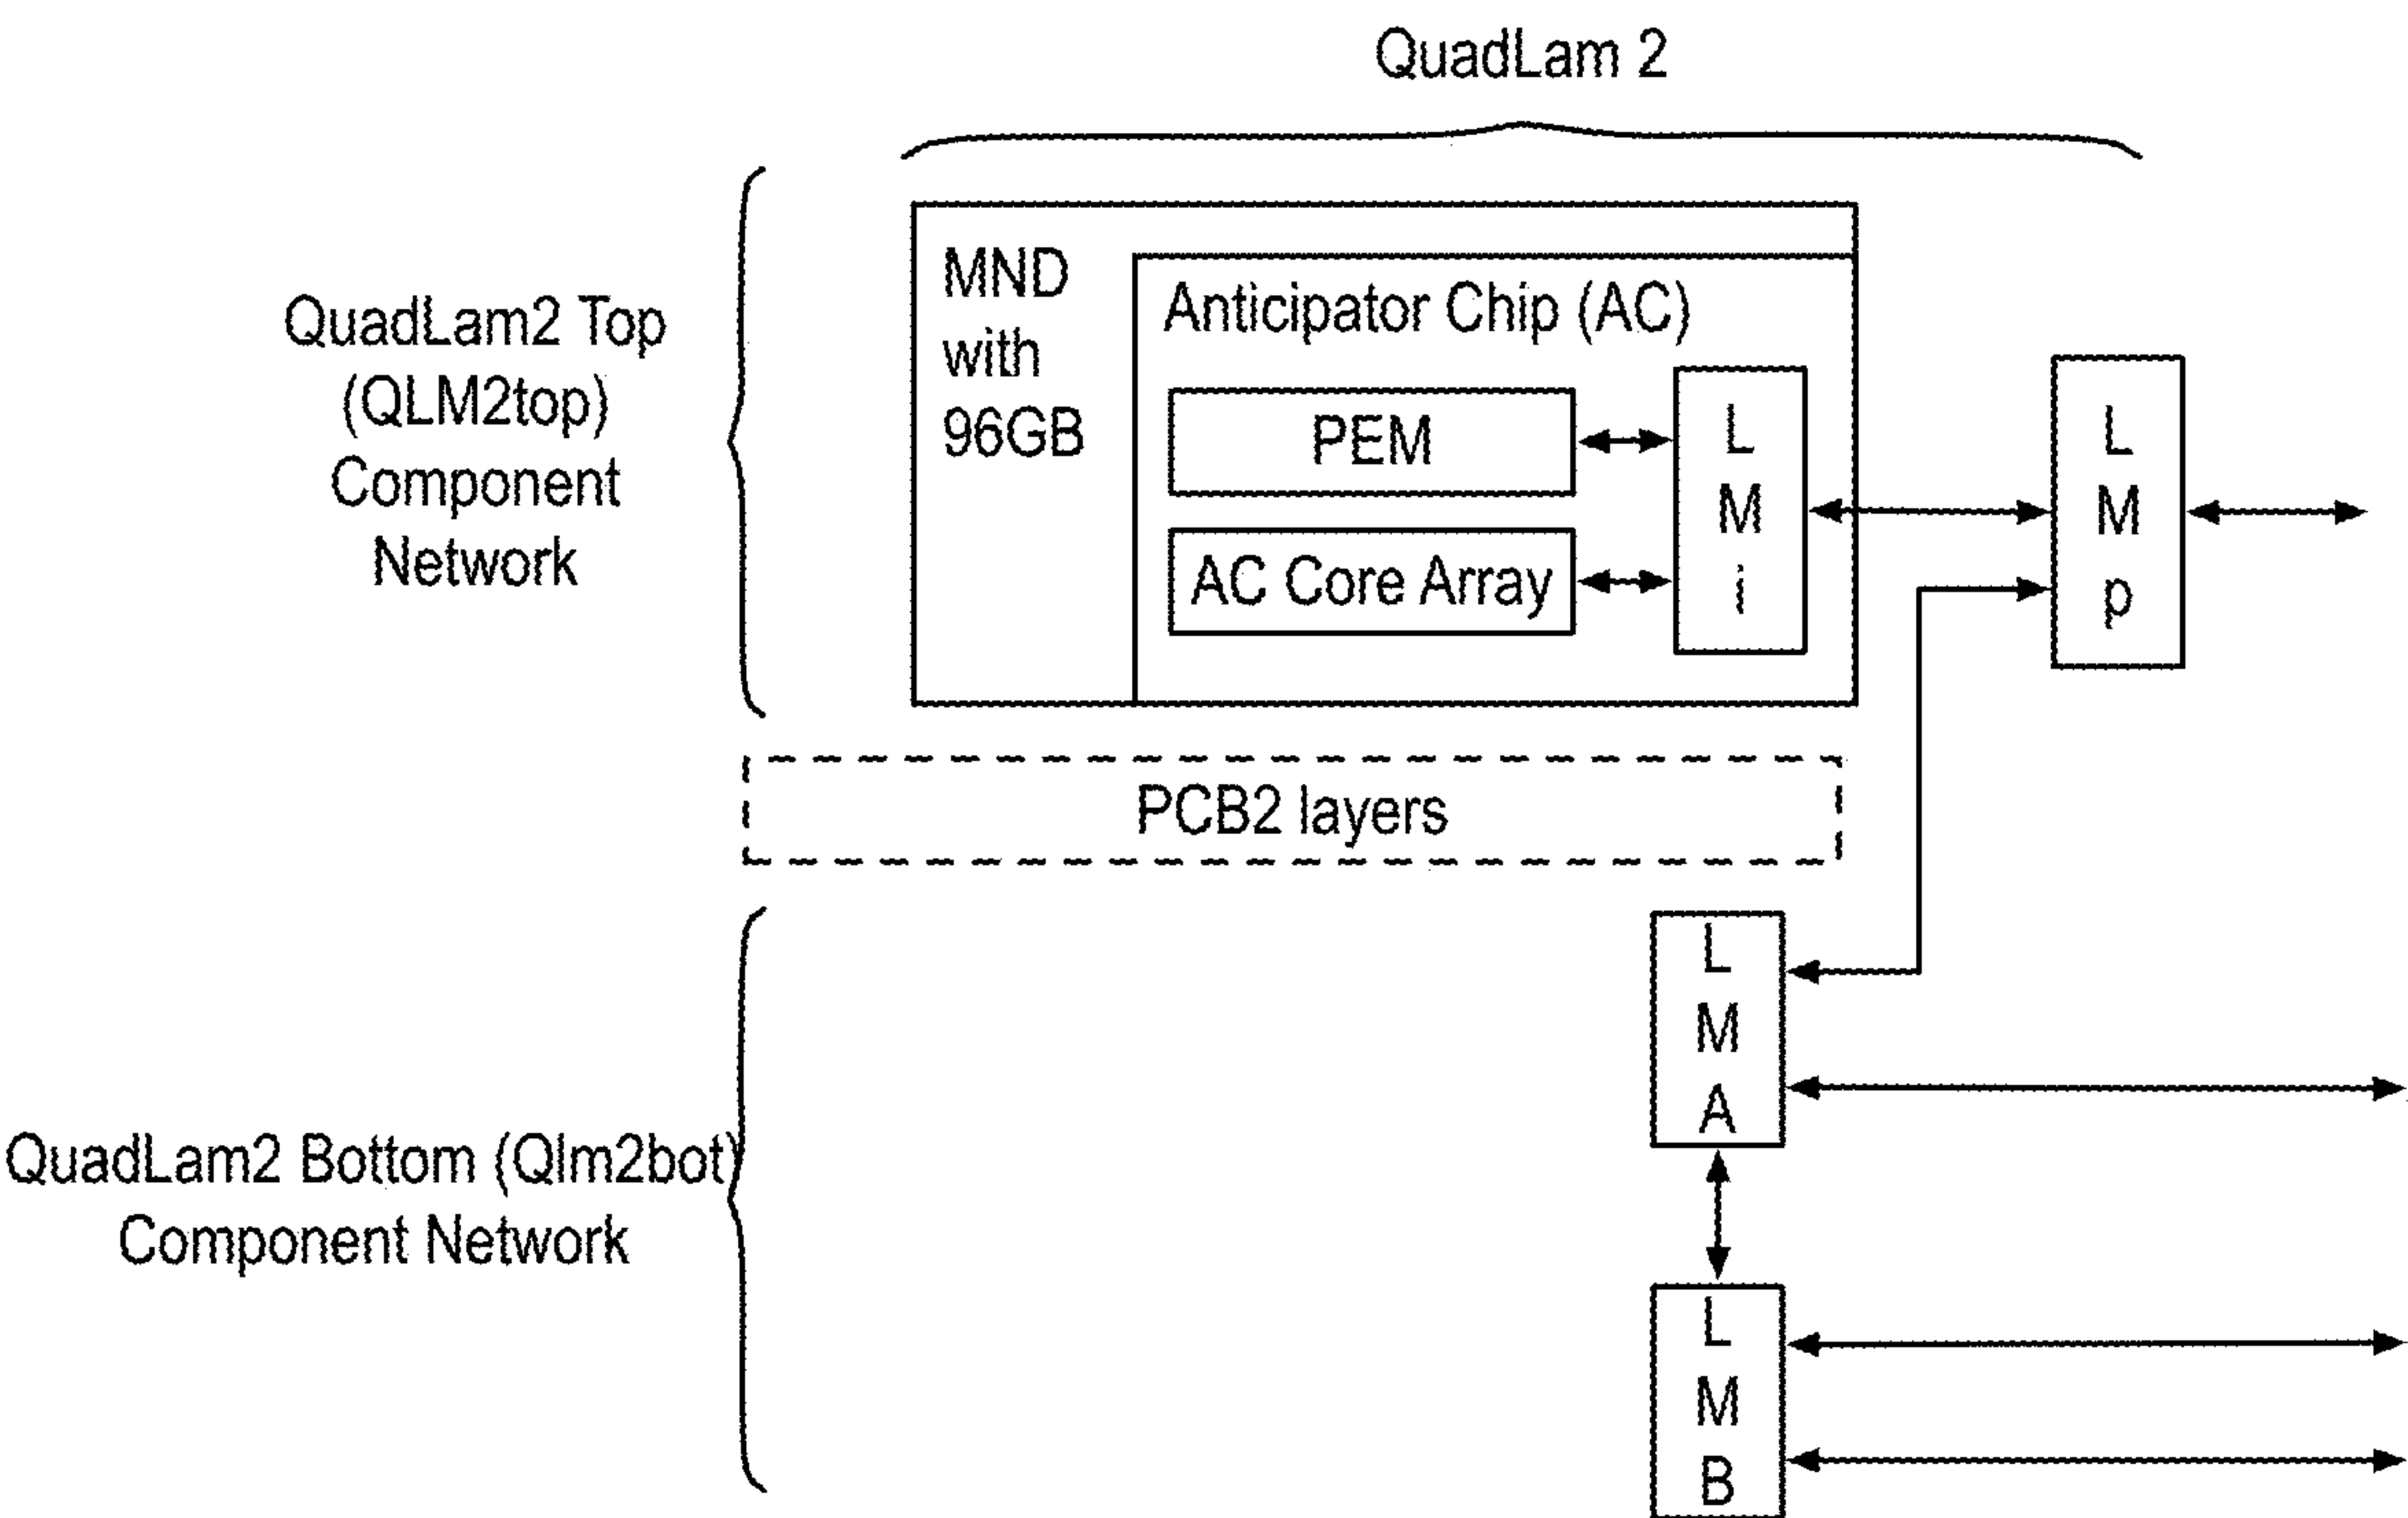 QuadLam 2
QuadLam2 Top
(QLM2top)
Component
Network
MND
with
96GB
Anticipator Chip (AC)
PEM
AC Core Array
L
M
i
L
M
p
PCB2 layers
QuadLam2 Bottom (Qlm2bot)
Component Network
L
M
A
L
M
B